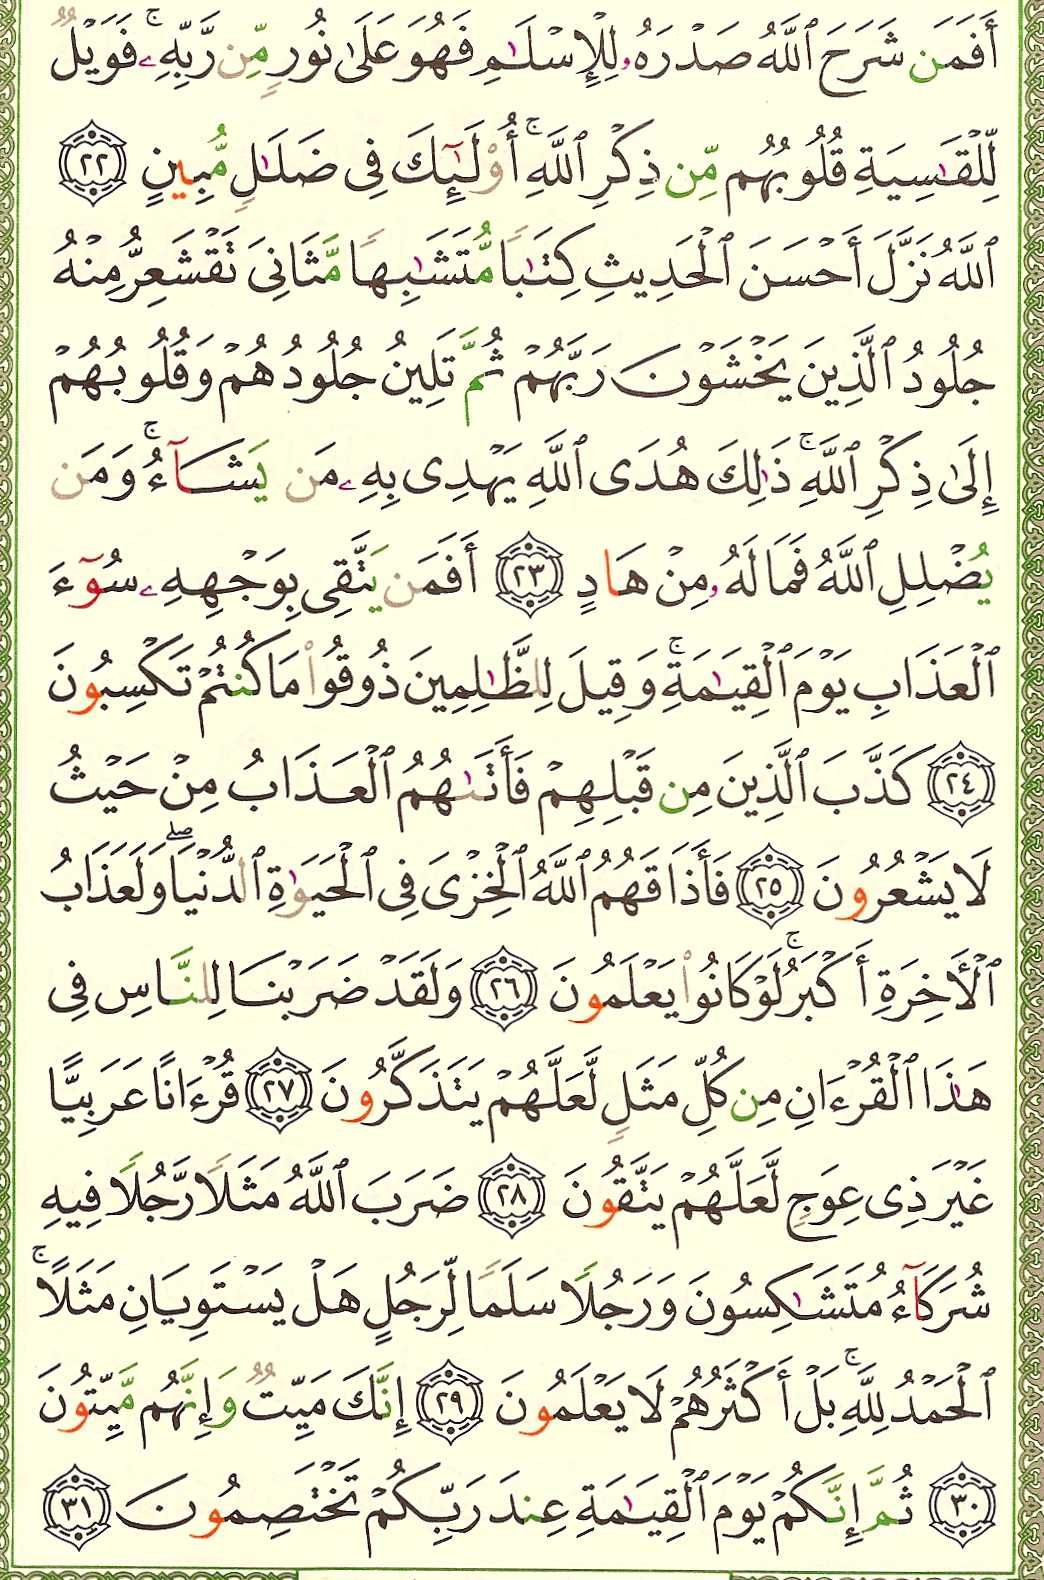 أَفَمَن شَرَحَ ٱللَّهُ صَدْرَهُۥ لِلْإِسْلَـٰمِ فَهُوَ عَلَىٰ نُورٍ مِّن رَّبِّهِۦ ۚ فَوَيْلٌ
لِّلْقَـٰسِيَةِ قُلُوبُهُم مِّن ذِكْرِ ٱللَّهِ ۚ أُو۟لَـٰٓئِكَ فِى ضَلَـٰلٍ مُّبِينٍ ٢٢
ٱللَّهُ نَزَّلَ أَحْسَنَ ٱلْحَدِيثِ كِتَـٰبًا مُّتَشَـٰبِهًا مَّثَانِىَ تَقْشَعِرُّ مِنْهُ
جُلُودُ ٱلَّذِينَ يَخْشَوْنَ رَبَّهُمْ ثُمَّ تَلِينُ جُلُودُهُمْ وَقُلُوبُهُمْ
إِلَىٰ ذِكْرِ ٱللَّهِ ۚ ذَٰلِكَ هُدَى ٱللَّهِ يَهْدِى بِهِۦ مَن يَشَآءُ ۚ وَمَن
يُضْلِلِ ٱللَّهُ فَمَا لَهُۥ مِنْ هَادٍ ٢٣ أَفَمَن يَتَّقِى بِوَجْهِهِۦ سُوٓءَ
ٱلْعَذَابِ يَوْمَ ٱلْقِيَـٰمَةِ ۚ وَقِيلَ لِلظَّـٰلِمِينَ ذُوقُوا۟ مَا كُنتُمْ تَكْسِبُونَ
٢٤ كَذَّبَ ٱلَّذِينَ مِن قَبْلِهِمْ فَأَتَىٰهُمُ ٱلْعَذَابُ مِنْ حَيْثُ
لَا يَشْعُرُونَ ٢٥ فَأَذَاقَهُمُ ٱللَّهُ ٱلْخِزْىَ فِى ٱلْحَيَوٰةِ ٱلدُّنْيَا ۖ وَلَعَذَابُ
ٱلْـَٔاخِرَةِ أَكْبَرُ ۚ لَوْ كَانُوا۟ يَعْلَمُونَ ٢٦ وَلَقَدْ ضَرَبْنَا لِلنَّاسِ فِى
هَـٰذَا ٱلْقُرْءَانِ مِن كُلِّ مَثَلٍ لَّعَلَّهُمْ يَتَذَكَّرُونَ ٢٧ قُرْءَانًا عَرَبِيًّا
غَيْرَ ذِى عِوَجٍ لَّعَلَّهُمْ يَتَّقُونَ ٢٨ ضَرَبَ ٱللَّهُ مَثَلًا رَّجُلًا فِيهِ
شُرَكَآءُ مُتَشَـٰكِسُونَ وَرَجُلًا سَلَمًا لِّرَجُلٍ هَلْ يَسْتَوِيَانِ مَثَلًا ۚ
ٱلْحَمْدُ لِلَّهِ ۚ بَلْ أَكْثَرُهُمْ لَا يَعْلَمُونَ ٢٩ إِنَّكَ مَيِّتٌ وَإِنَّهُم مَّيِّتُونَ
٣٠ ثُمَّ إِنَّكُمْ يَوْمَ ٱلْقِيَـٰمَةِ عِندَ رَبِّكُمْ تَخْتَصِمُونَ ٣١